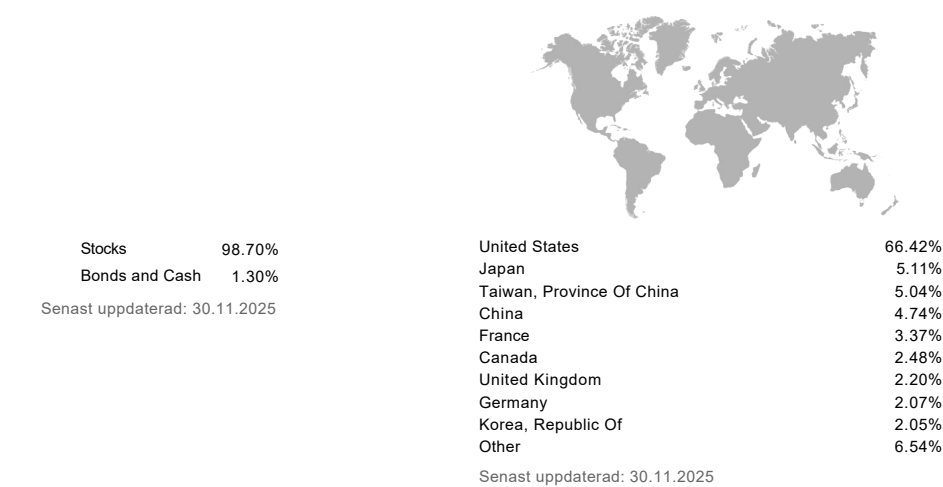 Stocks 98.70%
Bonds and Cash 1.30%
Senast uppdaterad: 30.11.2025
United States 66.42%
Japan 5.11%
Taiwan, Province Of China 5.04%
China 4.74%
France 3.37%
Canada 2.48%
United Kingdom 2.20%
Germany 2.07%
Korea, Republic Of 2.05%
Other 6.54%
Senast uppdaterad: 30.11.2025